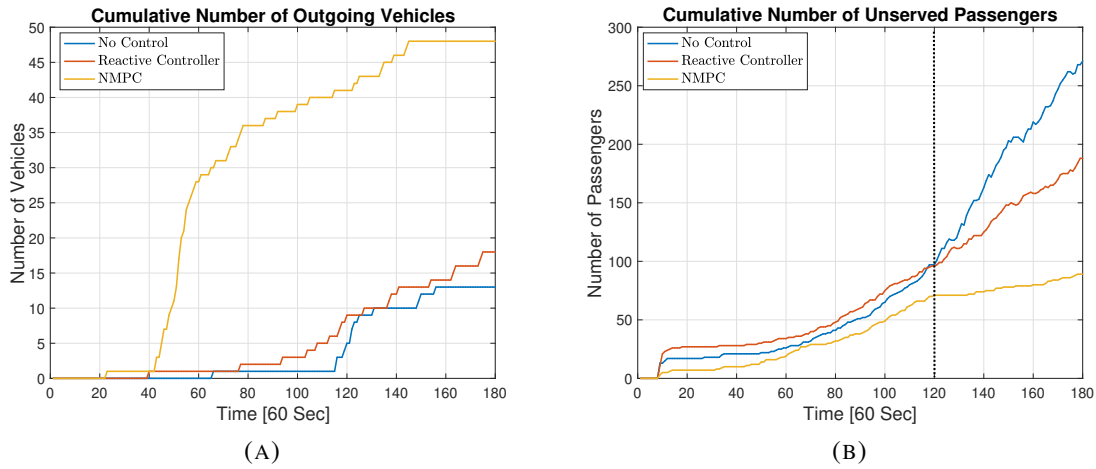 Cumulative Number of Outgoing Vehicles
50
45
40
35
30
25
20
15
10
5
0
Number of Vehicles
No Control
Reactive Controller
NMPC
0 20 40 60 80 100 120 140 160 180
Time [60 Sec]
(A)
Cumulative Number of Unserved Passengers
300
250
200
150
100
50
0
Number of Passengers
No Control
Reactive Controller
NMPC
0 20 40 60 80 100 120 140 160 180
Time [60 Sec]
(B)